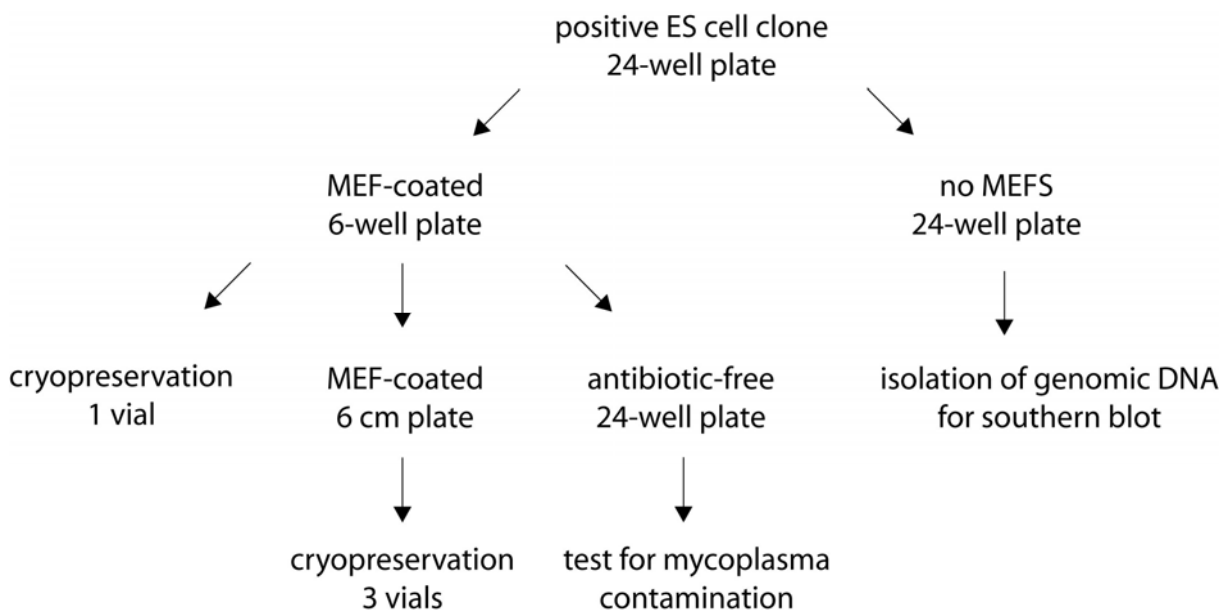 positive ES cell clone
24-well plate
MEF-coated
6-well plate
no MEFS
24-well plate
cryopreservation
1 vial
MEF-coated
6 cm plate
antibiotic-free
24-well plate
isolation of genomic DNA
for southern blot
cryopreservation
3 vials
test for mycoplasma
contamination